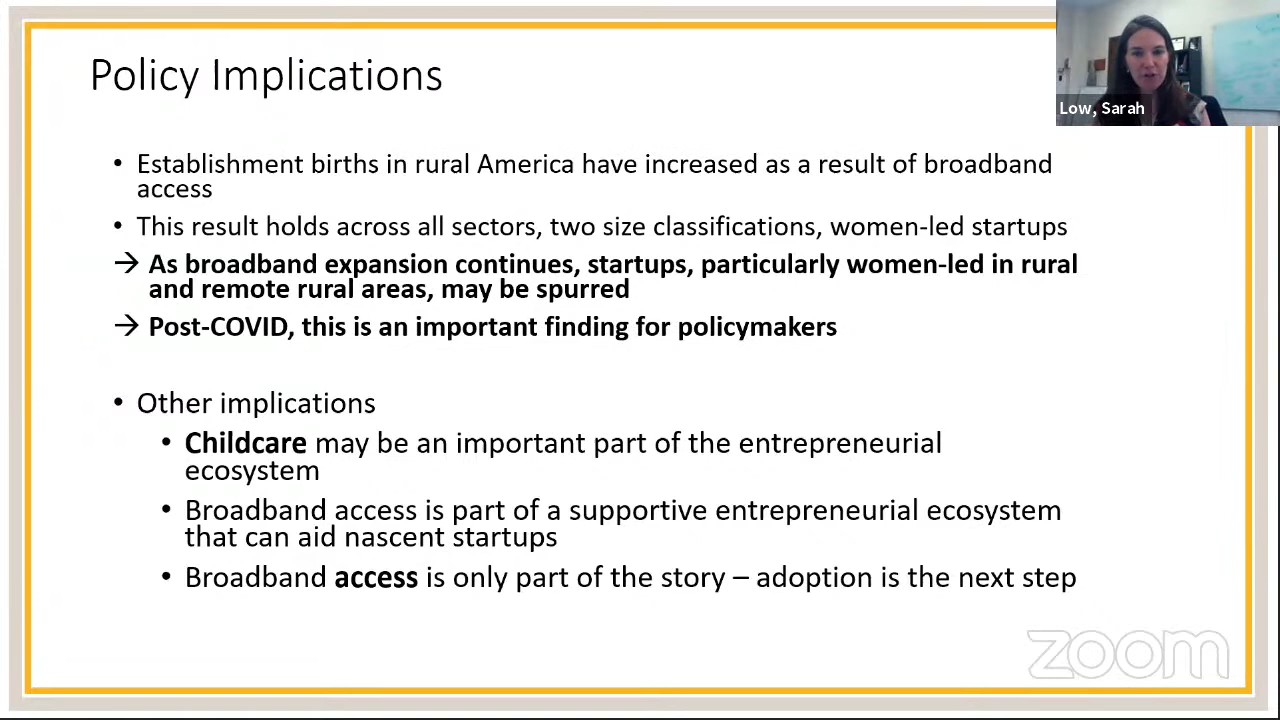 Policy Implications
Low, Sarah
• Establishment births in rural America have increased as a result of broadband
access
• This result holds across all sectors, two size classifications, women-led startups
→ As broadband expansion continues, startups, particularly women-led in rural
and remote rural areas, may be spurred
→ Post-COVID, this is an important finding for policymakers
• Other implications
• Childcare may be an important part of the entrepreneurial
ecosystem
• Broadband access is part of a supportive entrepreneurial ecosystem
that can aid nascent startups
• Broadband access is only part of the story – adoption is the next step
zoom